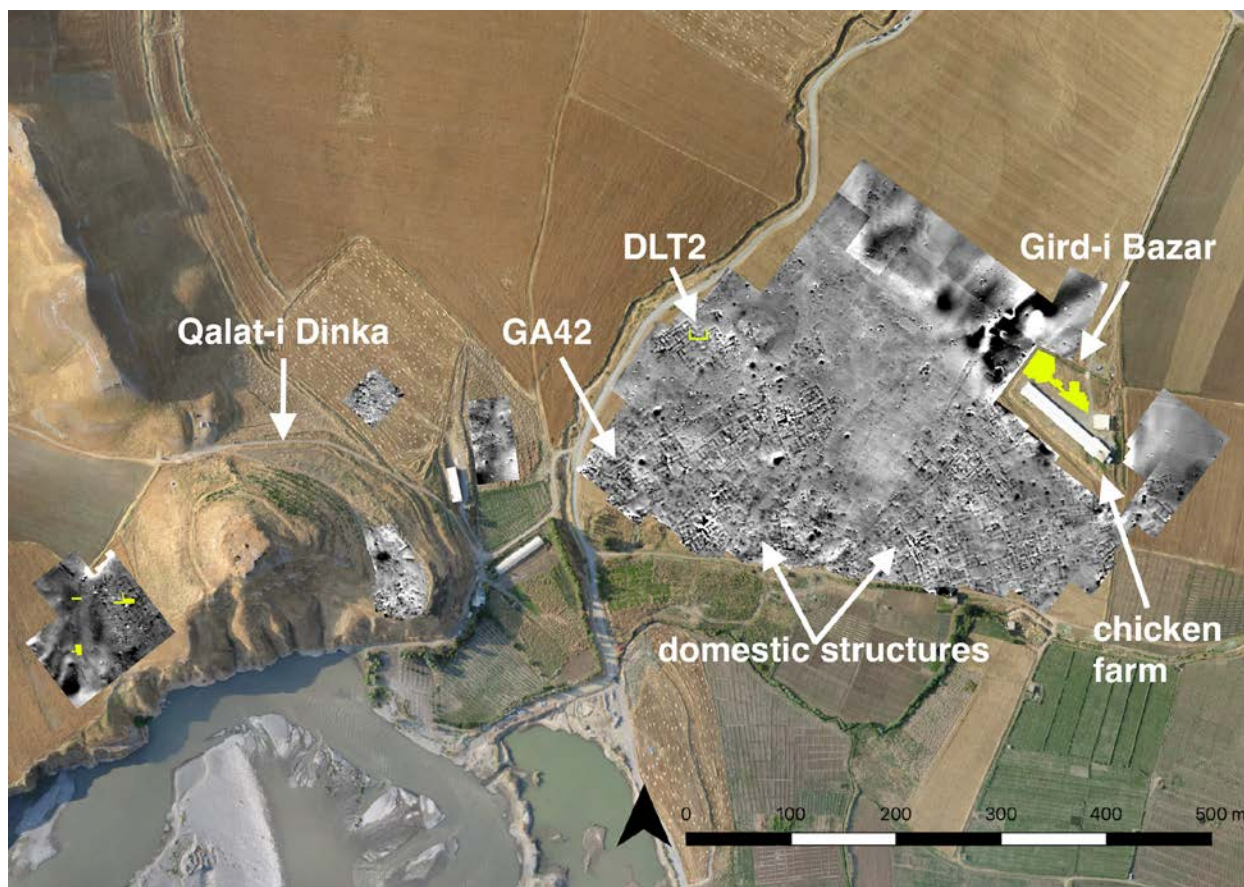 DLT2
Gird-i Bazar
Qalat-i Dinka
GA42
domestic structures
chicken
farm
0 100 200 300 400 500 m